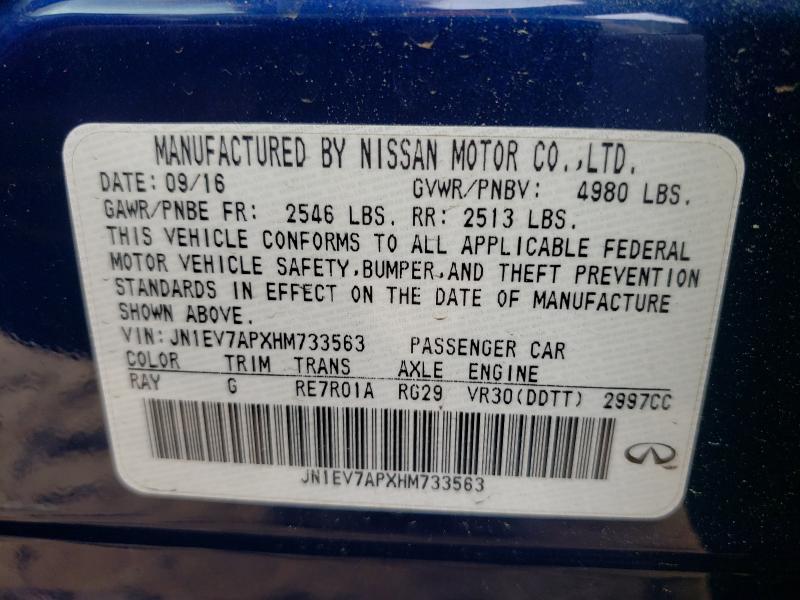 MANUFACTURED BY NISSAN MOTOR CO.,LTD.
DATE: 09/16 GVWR/PNBV: 4980 LBS.
GAWR/PNBE FR: 2546 LBS. RR: 2513 LBS.
THIS VEHICLE CONFORMS TO ALL APPLICABLE FEDERAL
MOTOR VEHICLE SAFETY,BUMPER,AND THEFT PREVENTION
STANDARDS IN EFFECT ON THE DATE OF MANUFACTURE
SHOWN ABOVE.
VIN: JN1EV7APXHM733563 PASSENGER CAR
COLOR TRIM TRANS AXLE ENGINE
RAY G RE7R01A RG29 VR30(DDTT) 2997CC
JN1EV7APXHM733563